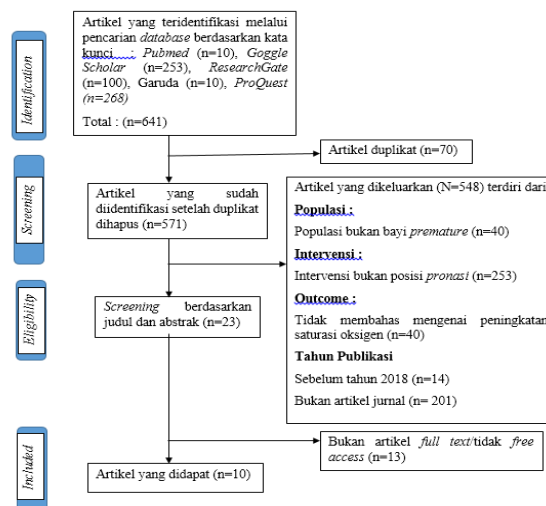 Artikel yang teridentifikasi melalui
pencarian database berdasarkan kata
kunci : Pubmed (n=10), Goggle
Scholar (n=253), ResearchGate
(n=100), Garuda (n=10), ProQuest
(n=268)
Total : (n=641)
Identification
Artikel duplikat (n=70)
Screening
Artikel yang sudah
diidentifikasi setelah duplikat
dihapus (n=571)
Artikel yang dikeluarkan (N=548) terdiri dari
Populasi :
Populasi bukan bayi premature (n=40)
Intervensi :
Intervensi bukan posisi pronasi (n=253)
Outcome :
Tidak membahas mengenai peningkatan
saturasi oksigen (n=40)
Tahun Publikasi
Sebelum tahun 2018 (n=14)
Bukan artikel jurnal (n= 201)
Eligibility
Screening berdasarkan
judul dan abstrak (n=23)
Bukan artikel full text/tidak free
access (n=13)
Included
Artikel yang didapat (n=10)